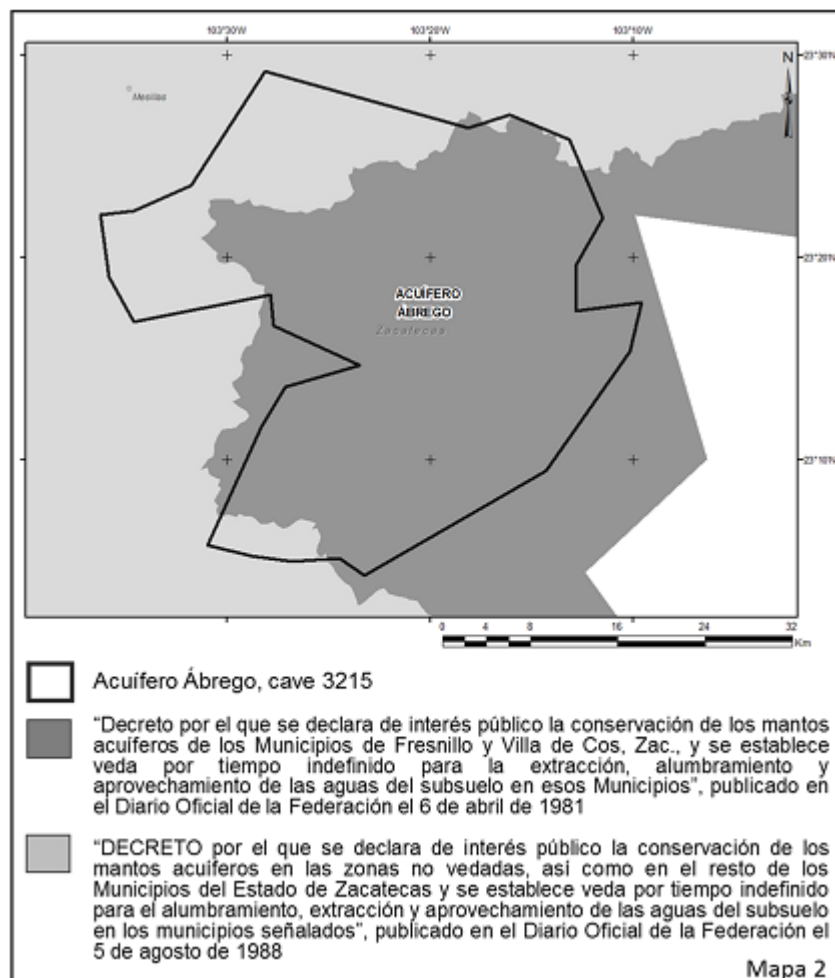 103°30'W 103°20'W 103°10'W
23°30'N
N
Mesillas
23°20'N
ACUÍFERO
ÁBREGO
Zacatecas
23°10'N
0 4 8 16 24 32
Km
Acuífero Ábrego, cave 3215
“Decreto por el que se declara de interés público la conservación de los mantos
acuíferos de los Municipios de Fresnillo y Villa de Cos, Zac., y se establece
veda por tiempo indefinido para la extracción, alumbramiento y
aprovechamiento de las aguas del subsuelo en esos Municipios”, publicado en
el Diario Oficial de la Federación el 6 de abril de 1981
“DECRETO por el que se declara de interés público la conservación de los
mantos acuíferos en las zonas no vedadas, así como en el resto de los
Municipios del Estado de Zacatecas y se establece veda por tiempo indefinido
para el alumbramiento, extracción y aprovechamiento de las aguas del subsuelo
en los municipios señalados”, publicado en el Diario Oficial de la Federación el
5 de agosto de 1988
Mapa 2